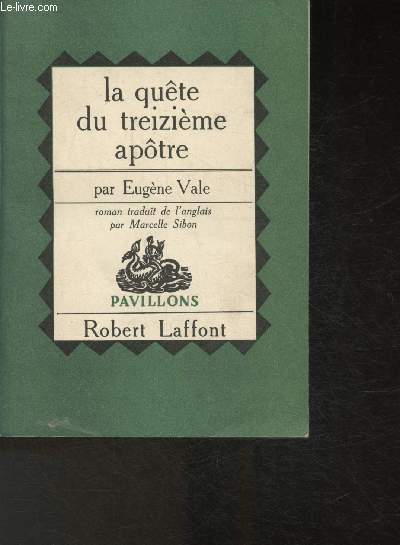 Le-livre.com
la quête
du treizième
apôtre
par Eugène Vale
roman traduit de l'anglais
par Marcelle Sibon
PAVILLONS
Robert Laffont